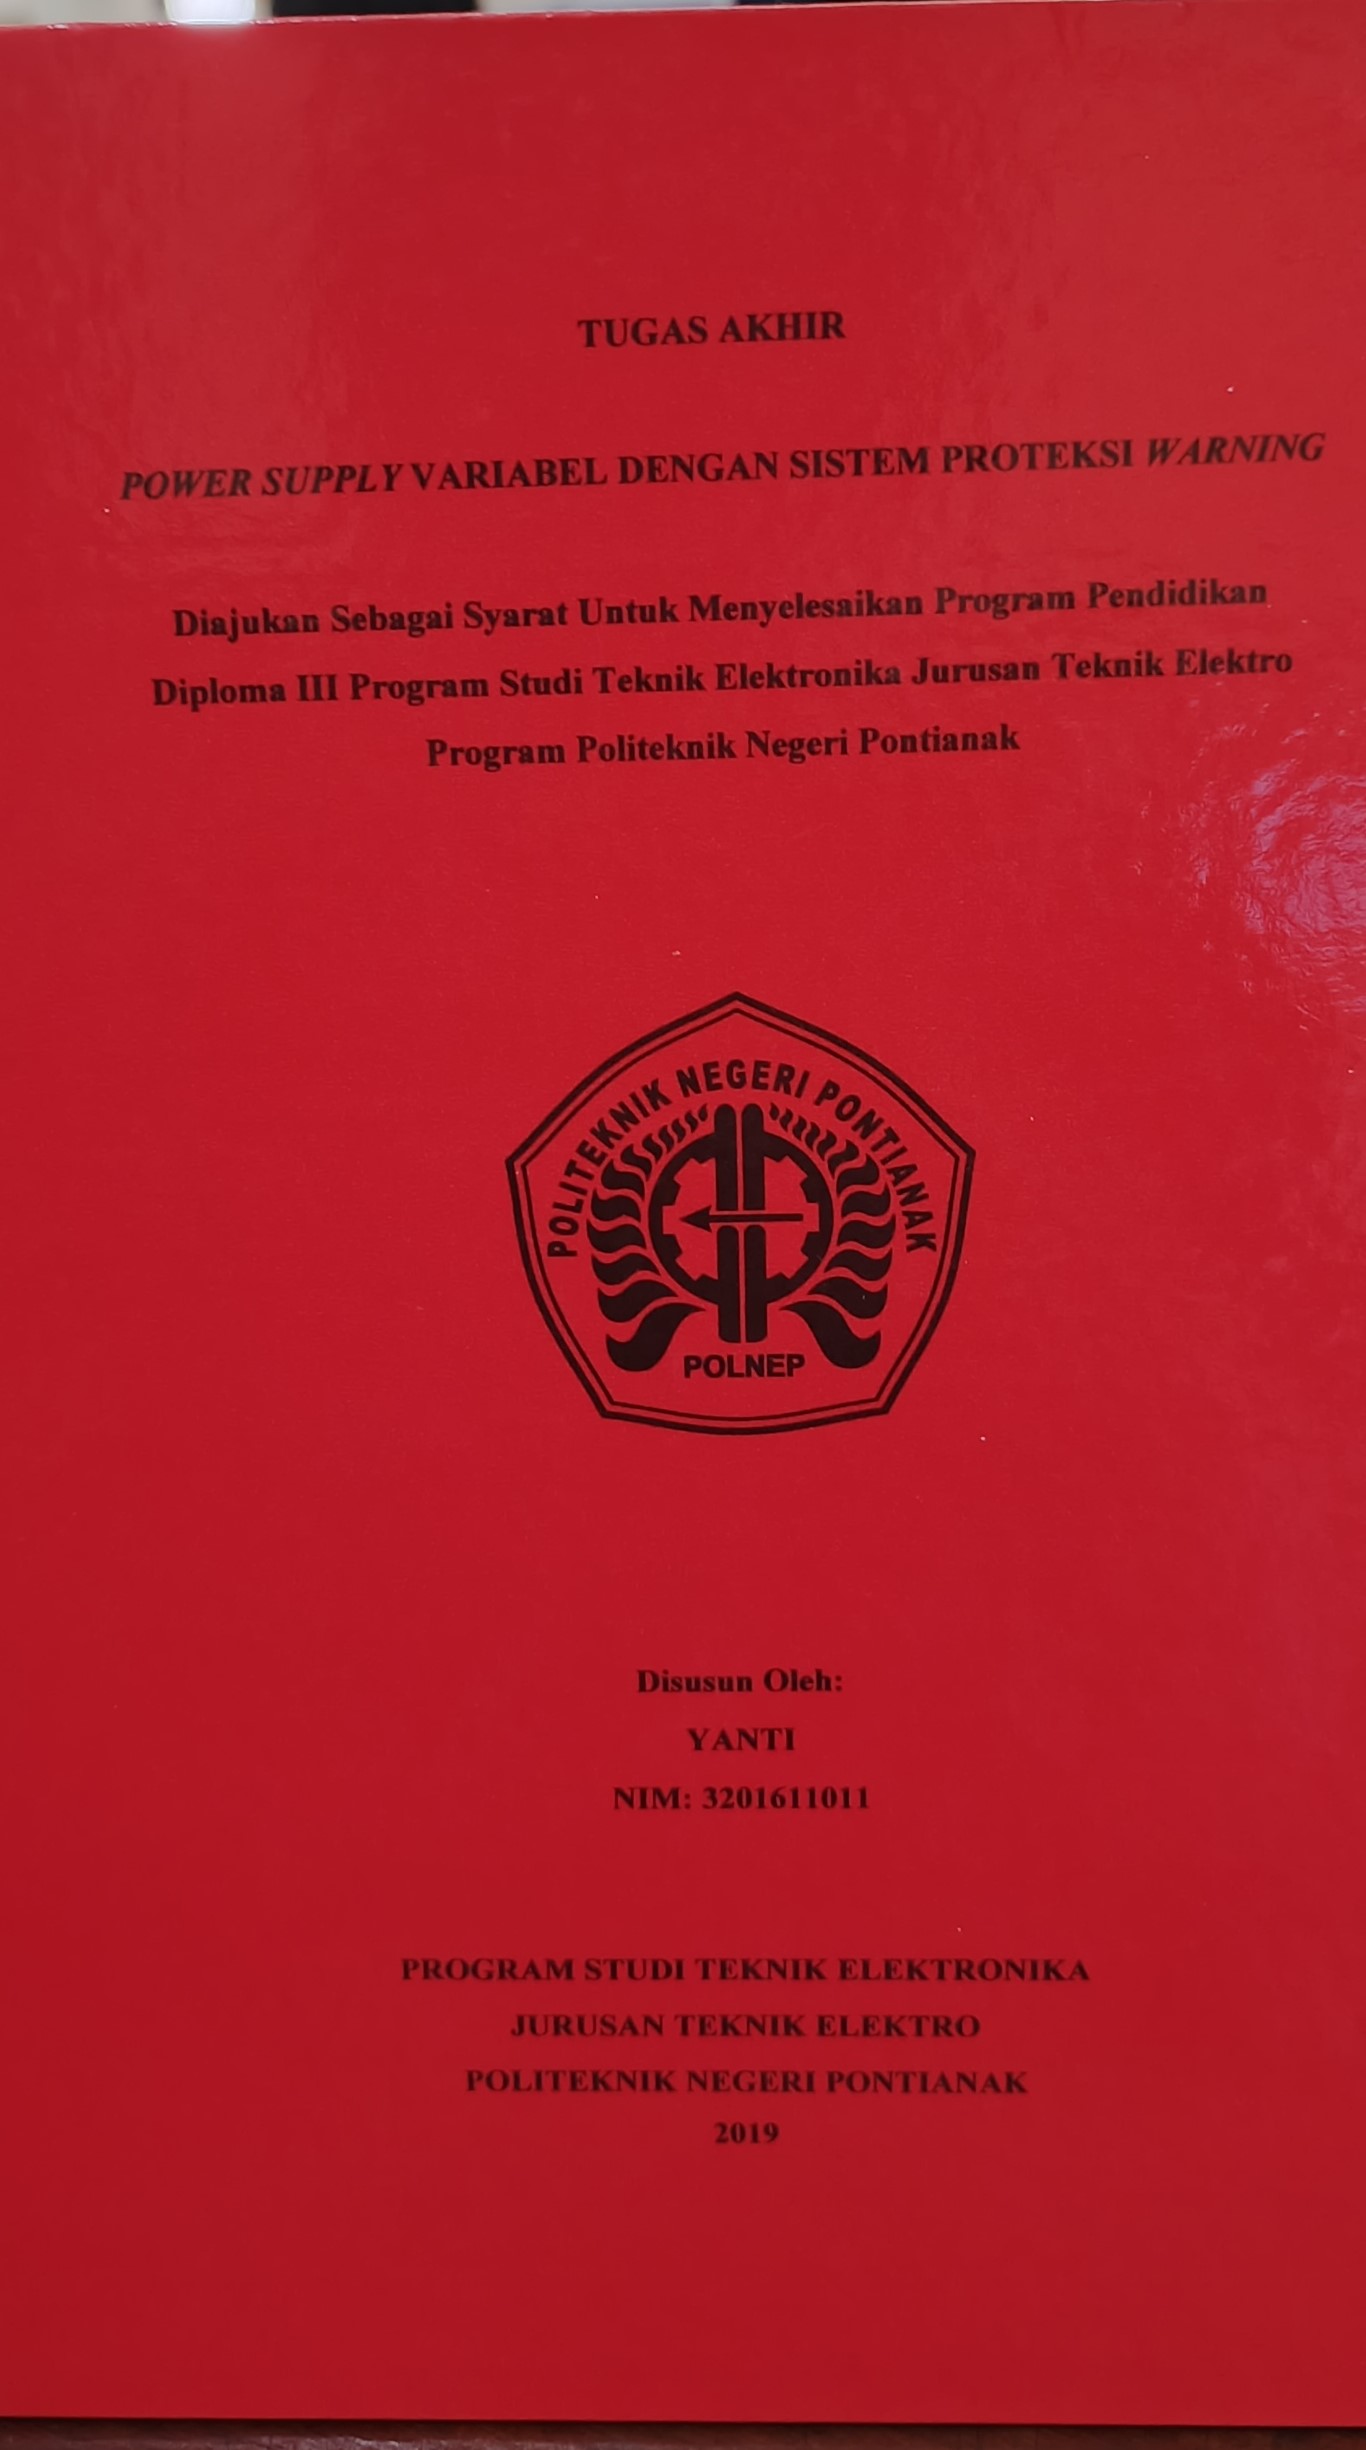 TUGAS AKHIR
POWER SUPPLY VARIABEL DENGAN SISTEM PROTEKSI WARNING
Diajukan Sebagai Syarat Untuk Menyelesaikan Program Pendidikan
Diploma III Program Studi Teknik Elektronika Jurusan Teknik Elektro
Program Politeknik Negeri Pontianak
POLITEKNIK NEGERI PONTIANAK
POLNEP
Disusun Oleh:
YANTI
NIM: 3201611011
PROGRAM STUDI TEKNIK ELEKTRONIKA
JURUSAN TEKNIK ELEKTRO
POLITEKNIK NEGERI PONTIANAK
2019